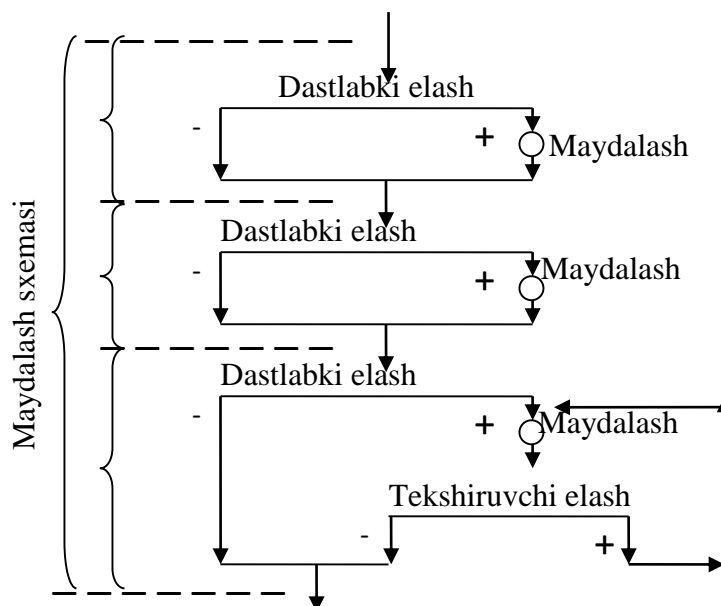 Dastlabki elash
- + Maydalash
Dastlabki elash
- + Maydalash
Dastlabki elash
- + Maydalash
Tekshiruvchi elash
- +
Maydalash sxemasi